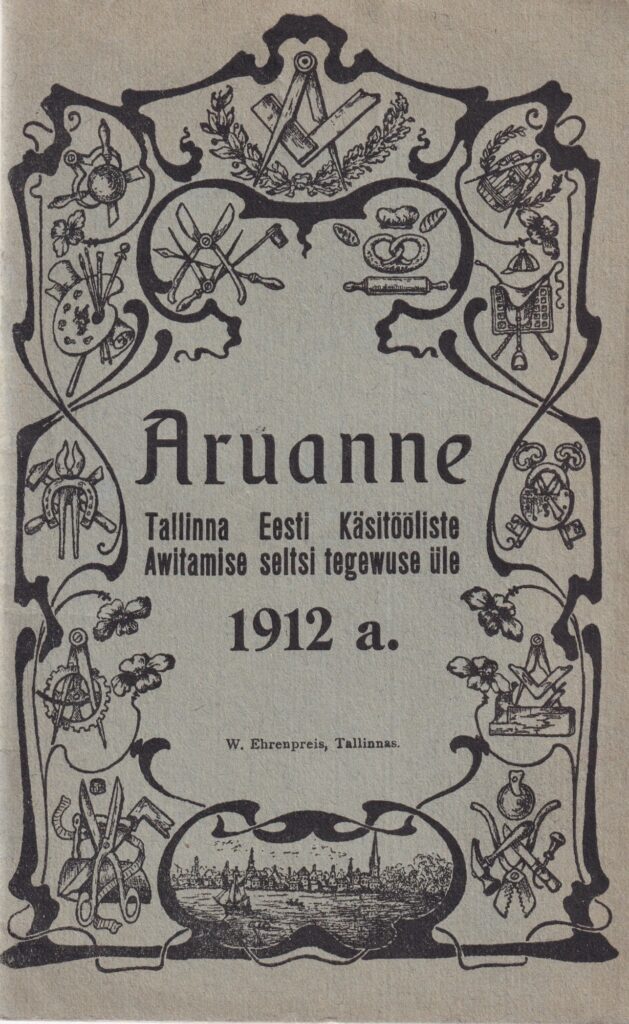 Aruanne
Tallinna Eesti Käsitööliste
Awitamise seltsi tegewuse üle
1912 a.
W. Ehrenpreis, Tallinnas.